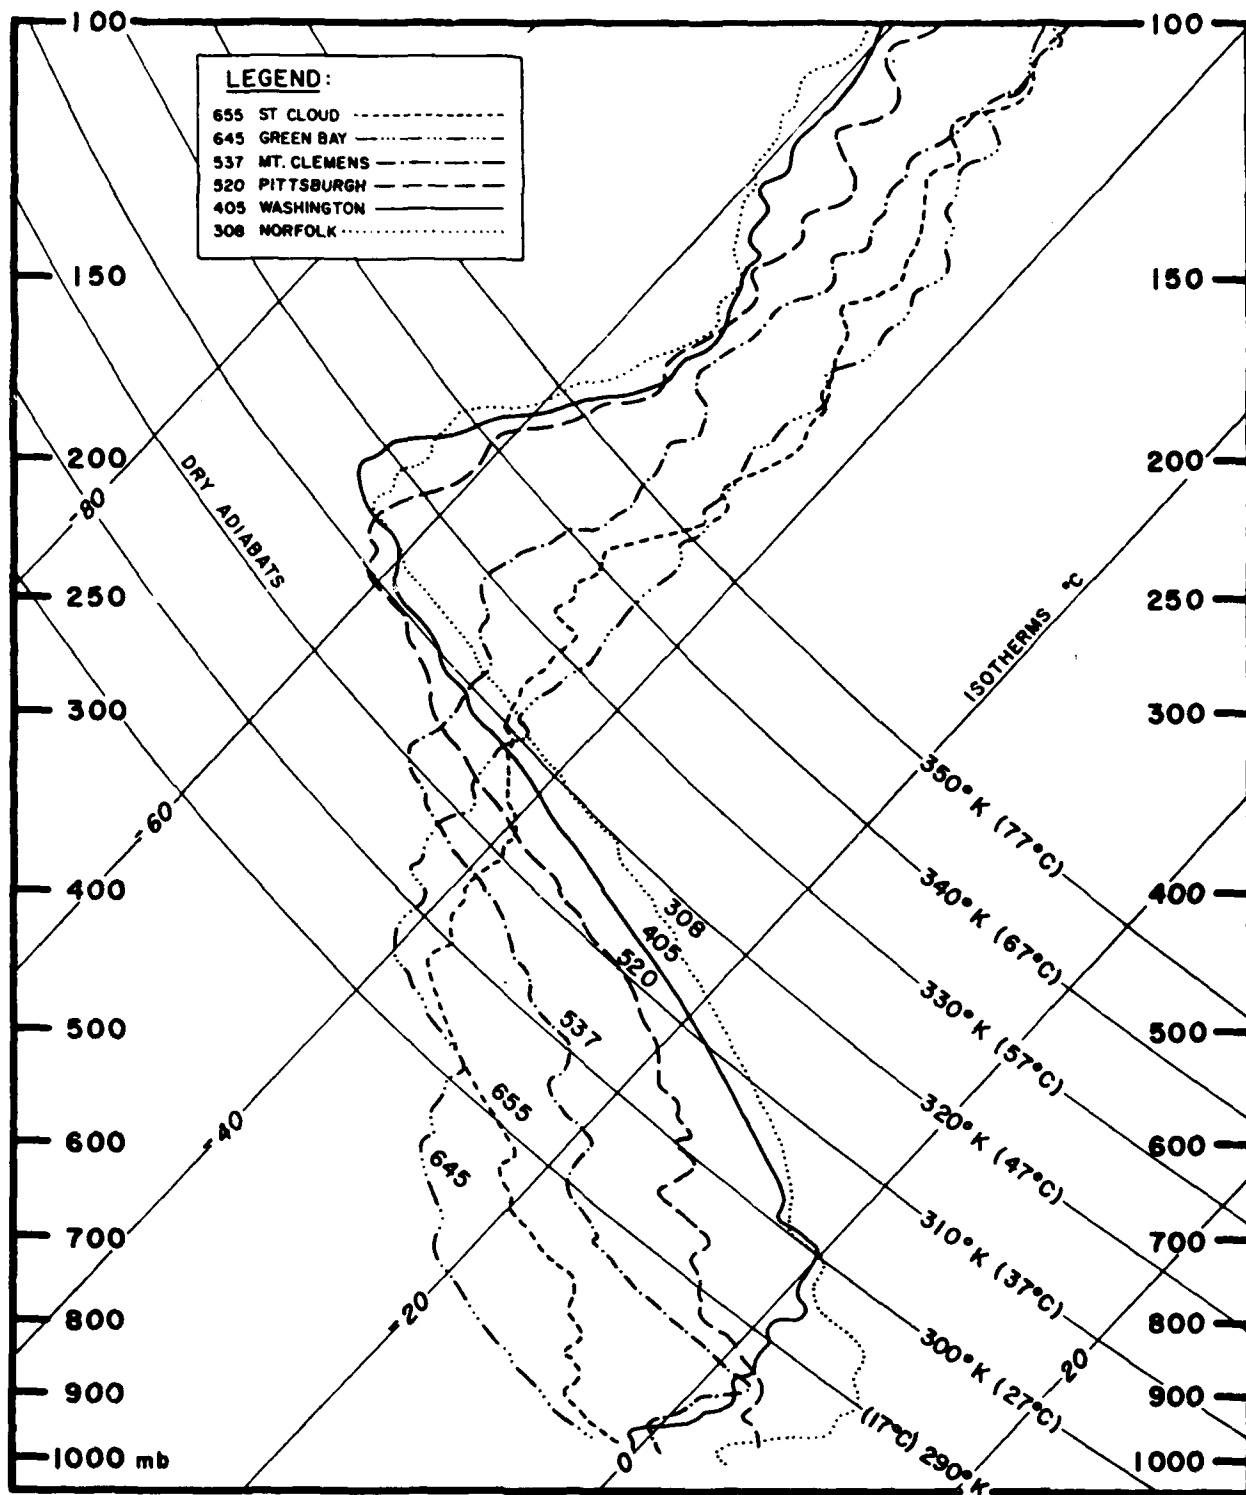 100
100
LEGEND:
655 ST CLOUD
645 GREEN BAY
537 MT. CLEMENS
520 PITTSBURGH
405 WASHINGTON
308 NORFOLK
150
150
200
200
-80
DRY ADIABATS
250
250
ISOTHERMS °C
300
300
350°K (77°C)
-60
400
400
340°K (67°C)
308
405
520
330°K (57°C)
500
500
537
655
320°K (47°C)
-40
600
600
645
310°K (37°C)
700
700
-20
800
800
300°K (27°C)
20
900
900
(17°C) 290°K
1000 mb
0
1000